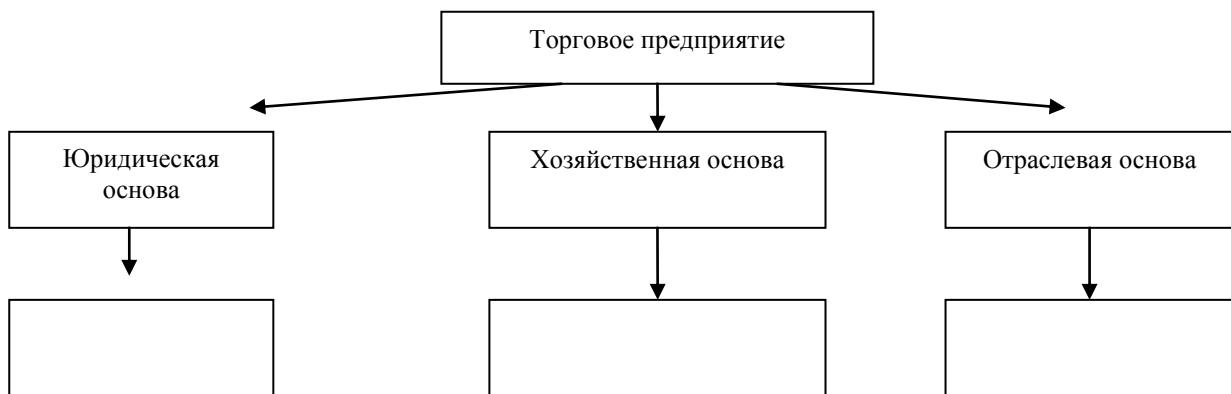 Торговое предприятие
Юридическая
основа
Хозяйственная основа
Отраслевая основа